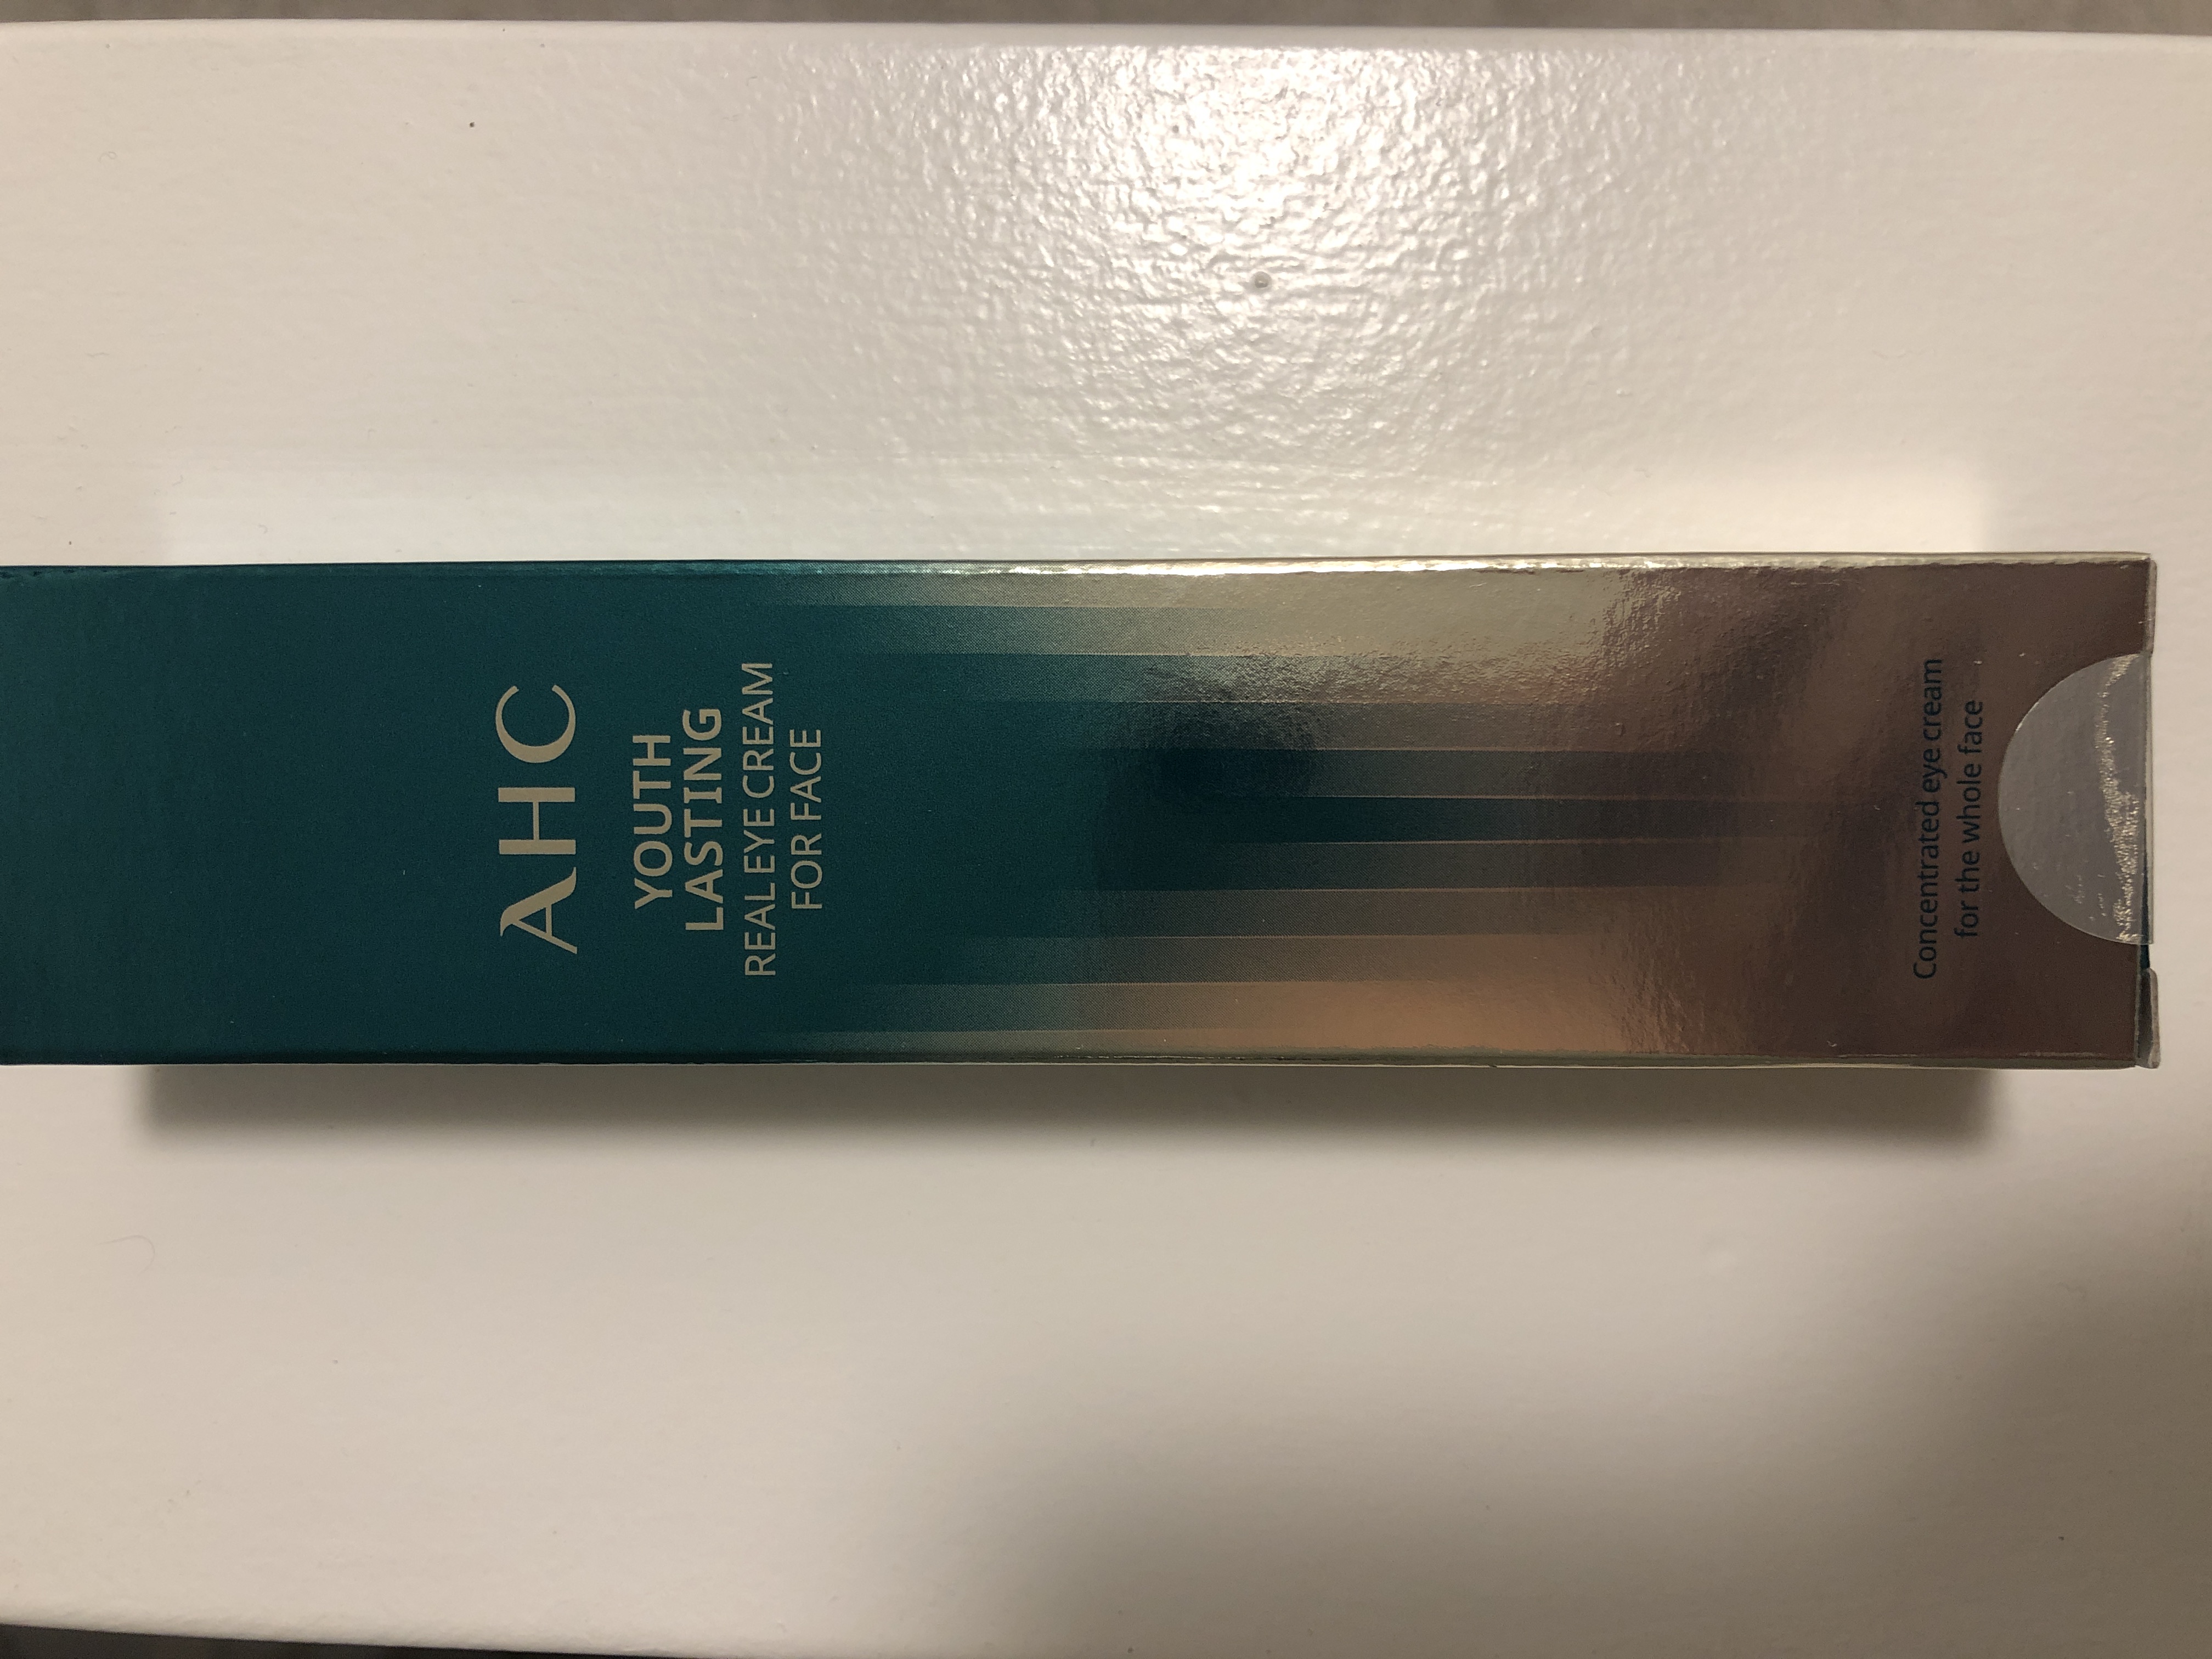 AHC
YOUTH
LASTING
REAL EYE CREAM
FOR FACE
Concentrated eye cream
for the whole face